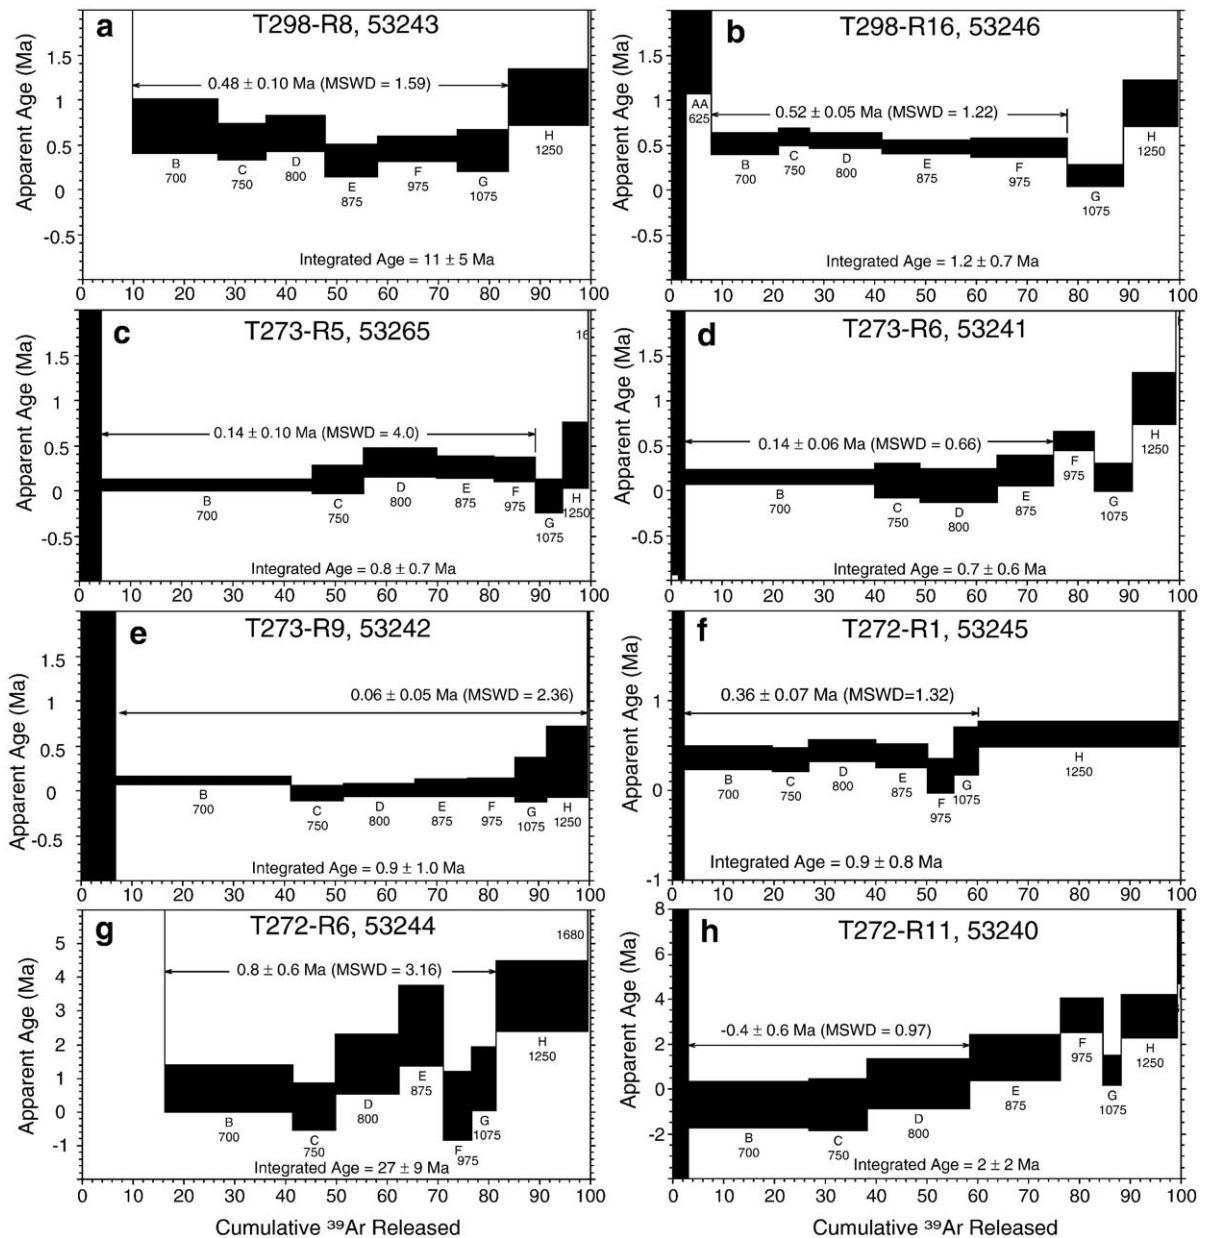 a
T298-R8, 53243
Apparent Age (Ma)
1.5
1
0.5
0
-0.5
0.48 ± 0.10 Ma (MSWD = 1.59)
B
700
C
750
D
800
E
875
F
975
G
1075
H
1250
Integrated Age = 11 ± 5 Ma
0 10 20 30 40 50 60 70 80 90 100
b
T298-R16, 53246
Apparent Age (Ma)
1.5
1
0.5
0
-0.5
AA
625
0.52 ± 0.05 Ma (MSWD = 1.22)
B
700
C
750
D
800
E
875
F
975
G
1075
H
1250
Integrated Age = 1.2 ± 0.7 Ma
0 10 20 30 40 50 60 70 80 90 100
c
T273-R5, 53265
16
Apparent Age (Ma)
1.5
1
0.5
0
-0.5
0.14 ± 0.10 Ma (MSWD = 4.0)
B
700
C
750
D
800
E
875
F
975
G
1075
H
1250
Integrated Age = 0.8 ± 0.7 Ma
0 10 20 30 40 50 60 70 80 90 100
d
T273-R6, 53241
Apparent Age (Ma)
1.5
1
0.5
0
-0.5
0.14 ± 0.06 Ma (MSWD = 0.66)
B
700
C
750
D
800
E
875
F
975
G
1075
H
1250
Integrated Age = 0.7 ± 0.6 Ma
0 10 20 30 40 50 60 70 80 90 100
e
T273-R9, 53242
Apparent Age (Ma)
1.5
1
0.5
0
-0.5
0.06 ± 0.05 Ma (MSWD = 2.36)
B
700
C
750
D
800
E
875
F
975
G
1075
H
1250
Integrated Age = 0.9 ± 1.0 Ma
0 10 20 30 40 50 60 70 80 90 100
f
T272-R1, 53245
Apparent Age (Ma)
1
0
-1
0.36 ± 0.07 Ma (MSWD=1.32)
B
700
C
750
D
800
E
875
F
975
G
1075
H
1250
Integrated Age = 0.9 ± 0.8 Ma
0 10 20 30 40 50 60 70 80 90 100
g
T272-R6, 53244
1680
Apparent Age (Ma)
5
4
3
2
1
0
-1
0.8 ± 0.6 Ma (MSWD = 3.16)
B
700
C
750
D
800
E
875
F
975
G
1075
H
1250
Integrated Age = 27 ± 9 Ma
0 10 20 30 40 50 60 70 80 90 100
Cumulative ³⁹Ar Released
h
T272-R11, 53240
Apparent Age (Ma)
8
6
4
2
0
-2
-0.4 ± 0.6 Ma (MSWD = 0.97)
B
700
C
750
D
800
E
875
F
975
G
1075
H
1250
Integrated Age = 2 ± 2 Ma
0 10 20 30 40 50 60 70 80 90 100
Cumulative ³⁹Ar Released